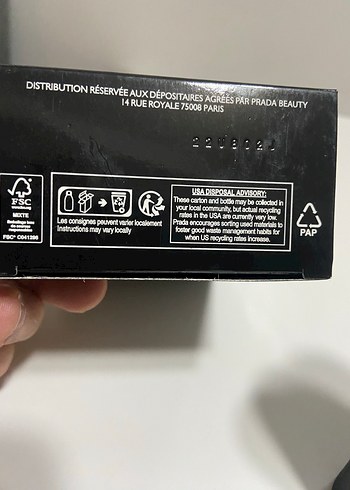 DISTRIBUTION RÉSERVÉE AUX DÉPOSITAIRES AGRÉÉS PAR PRADA BEAUTY
14 RUE ROYALE 75008 PARIS
FSC
MIXTE
FSC® C041398
Les consignes peuvent varier localement
Instructions may vary locally
USA DISPOSAL ADVISORY:
These carton and bottle may be collected in
your local community, but actual recycling
rates in the USA are currently very low.
Prada encourages sorting used materials to
foster good waste management habits for
when US recycling rates increase.
PAP